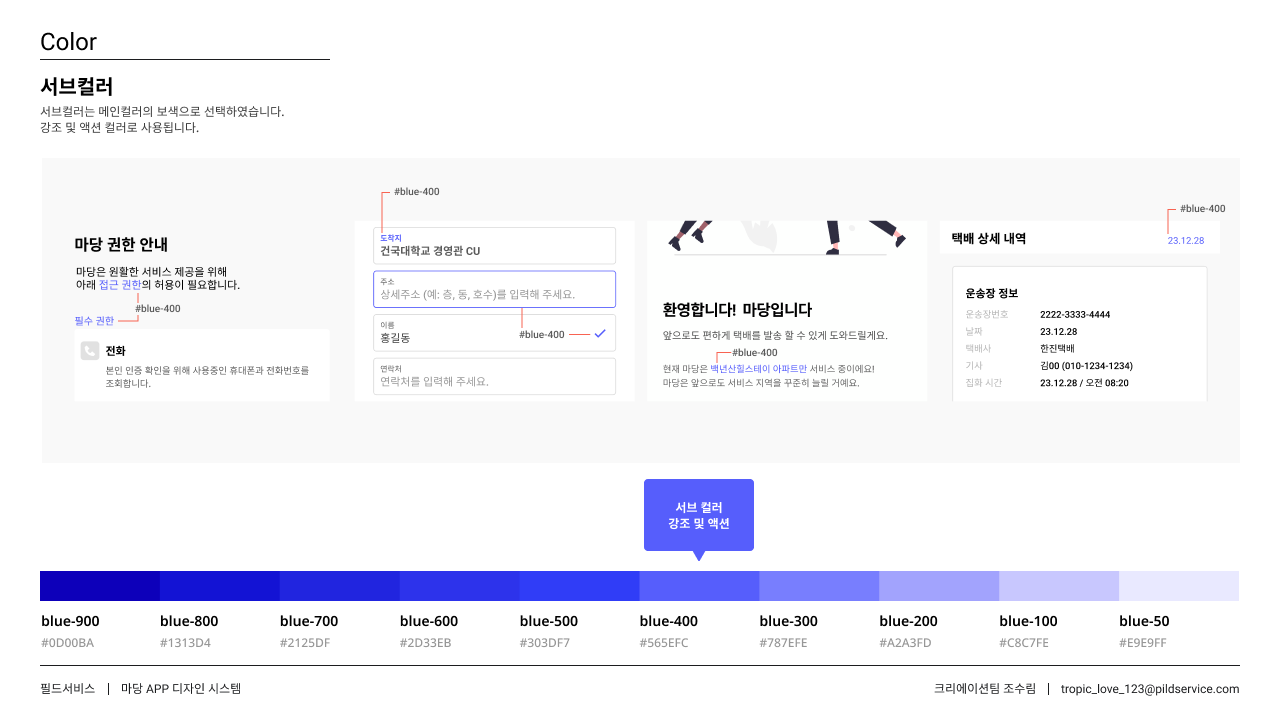 Color
서브컬러
서브컬러는 메인컬러의 보색으로 선택하였습니다.
강조 및 액션 컬러로 사용됩니다.
마당 권한 안내
마당은 원활한 서비스 제공을 위해
아래 접근 권한의 허용이 필요합니다.
#blue-400
필수 권한
전화
본인 인증 확인을 위해 사용중인 휴대폰과 전화번호를
조회합니다.
#blue-400
도착지
건국대학교 경영관 CU
주소
상세주소 (예: 층, 동, 호수)를 입력해 주세요.
이름
홍길동
#blue-400
연락처
연락처를 입력해 주세요.
환영합니다! 마당입니다
앞으로도 편하게 택배를 발송 할 수 있게 도와드릴게요.
#blue-400
현재 마당은 백년산힐스테이 아파트만 서비스 중이에요!
마당은 앞으로도 서비스 지역을 꾸준히 늘릴 거예요.
#blue-400
택배 상세 내역
23.12.28
운송장 정보
운송장번호 2222-3333-4444
날짜 23.12.28
택배사 한진택배
기사 김00 (010-1234-1234)
집화 시간 23.12.28 / 오전 08:20
서브 컬러
강조 및 액션
blue-900 blue-800 blue-700 blue-600 blue-500 blue-400 blue-300 blue-200 blue-100 blue-50
#0D00BA #1313D4 #2125DF #2D33EB #303DF7 #565EFC #787EFE #A2A3FD #C8C7FE #E9E9FF
필드서비스 | 마당 APP 디자인 시스템
크리에이션팀 조수림 | tropic_love_123@pildservice.com